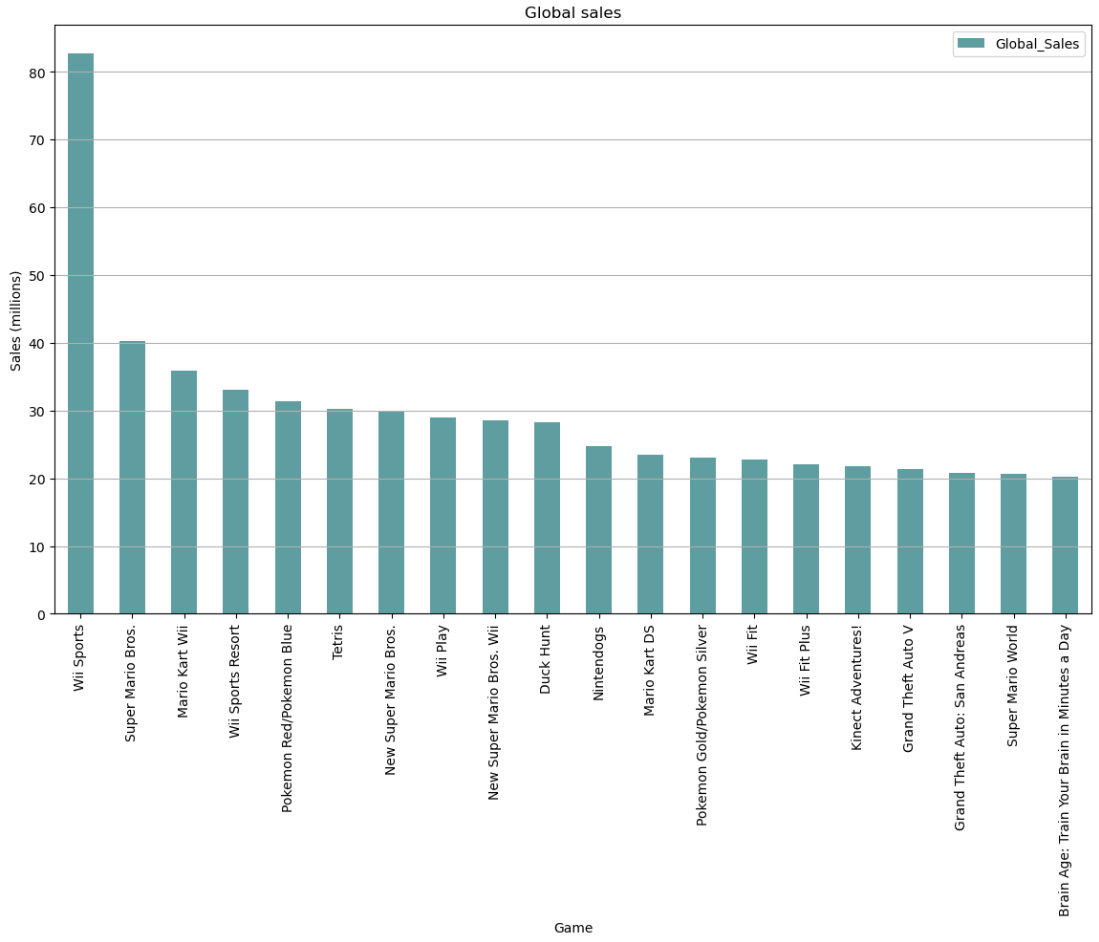 Global sales
Global_Sales
Sales (millions)
80
70
60
50
40
30
20
10
0
Wii Sports
Super Mario Bros.
Mario Kart Wii
Wii Sports Resort
Pokemon Red/Pokemon Blue
Tetris
New Super Mario Bros.
Wii Play
New Super Mario Bros. Wii
Duck Hunt
Nintendogs
Mario Kart DS
Pokemon Gold/Pokemon Silver
Wii Fit
Wii Fit Plus
Kinect Adventures!
Grand Theft Auto V
Grand Theft Auto: San Andreas
Super Mario World
Brain Age: Train Your Brain in Minutes a Day
Game